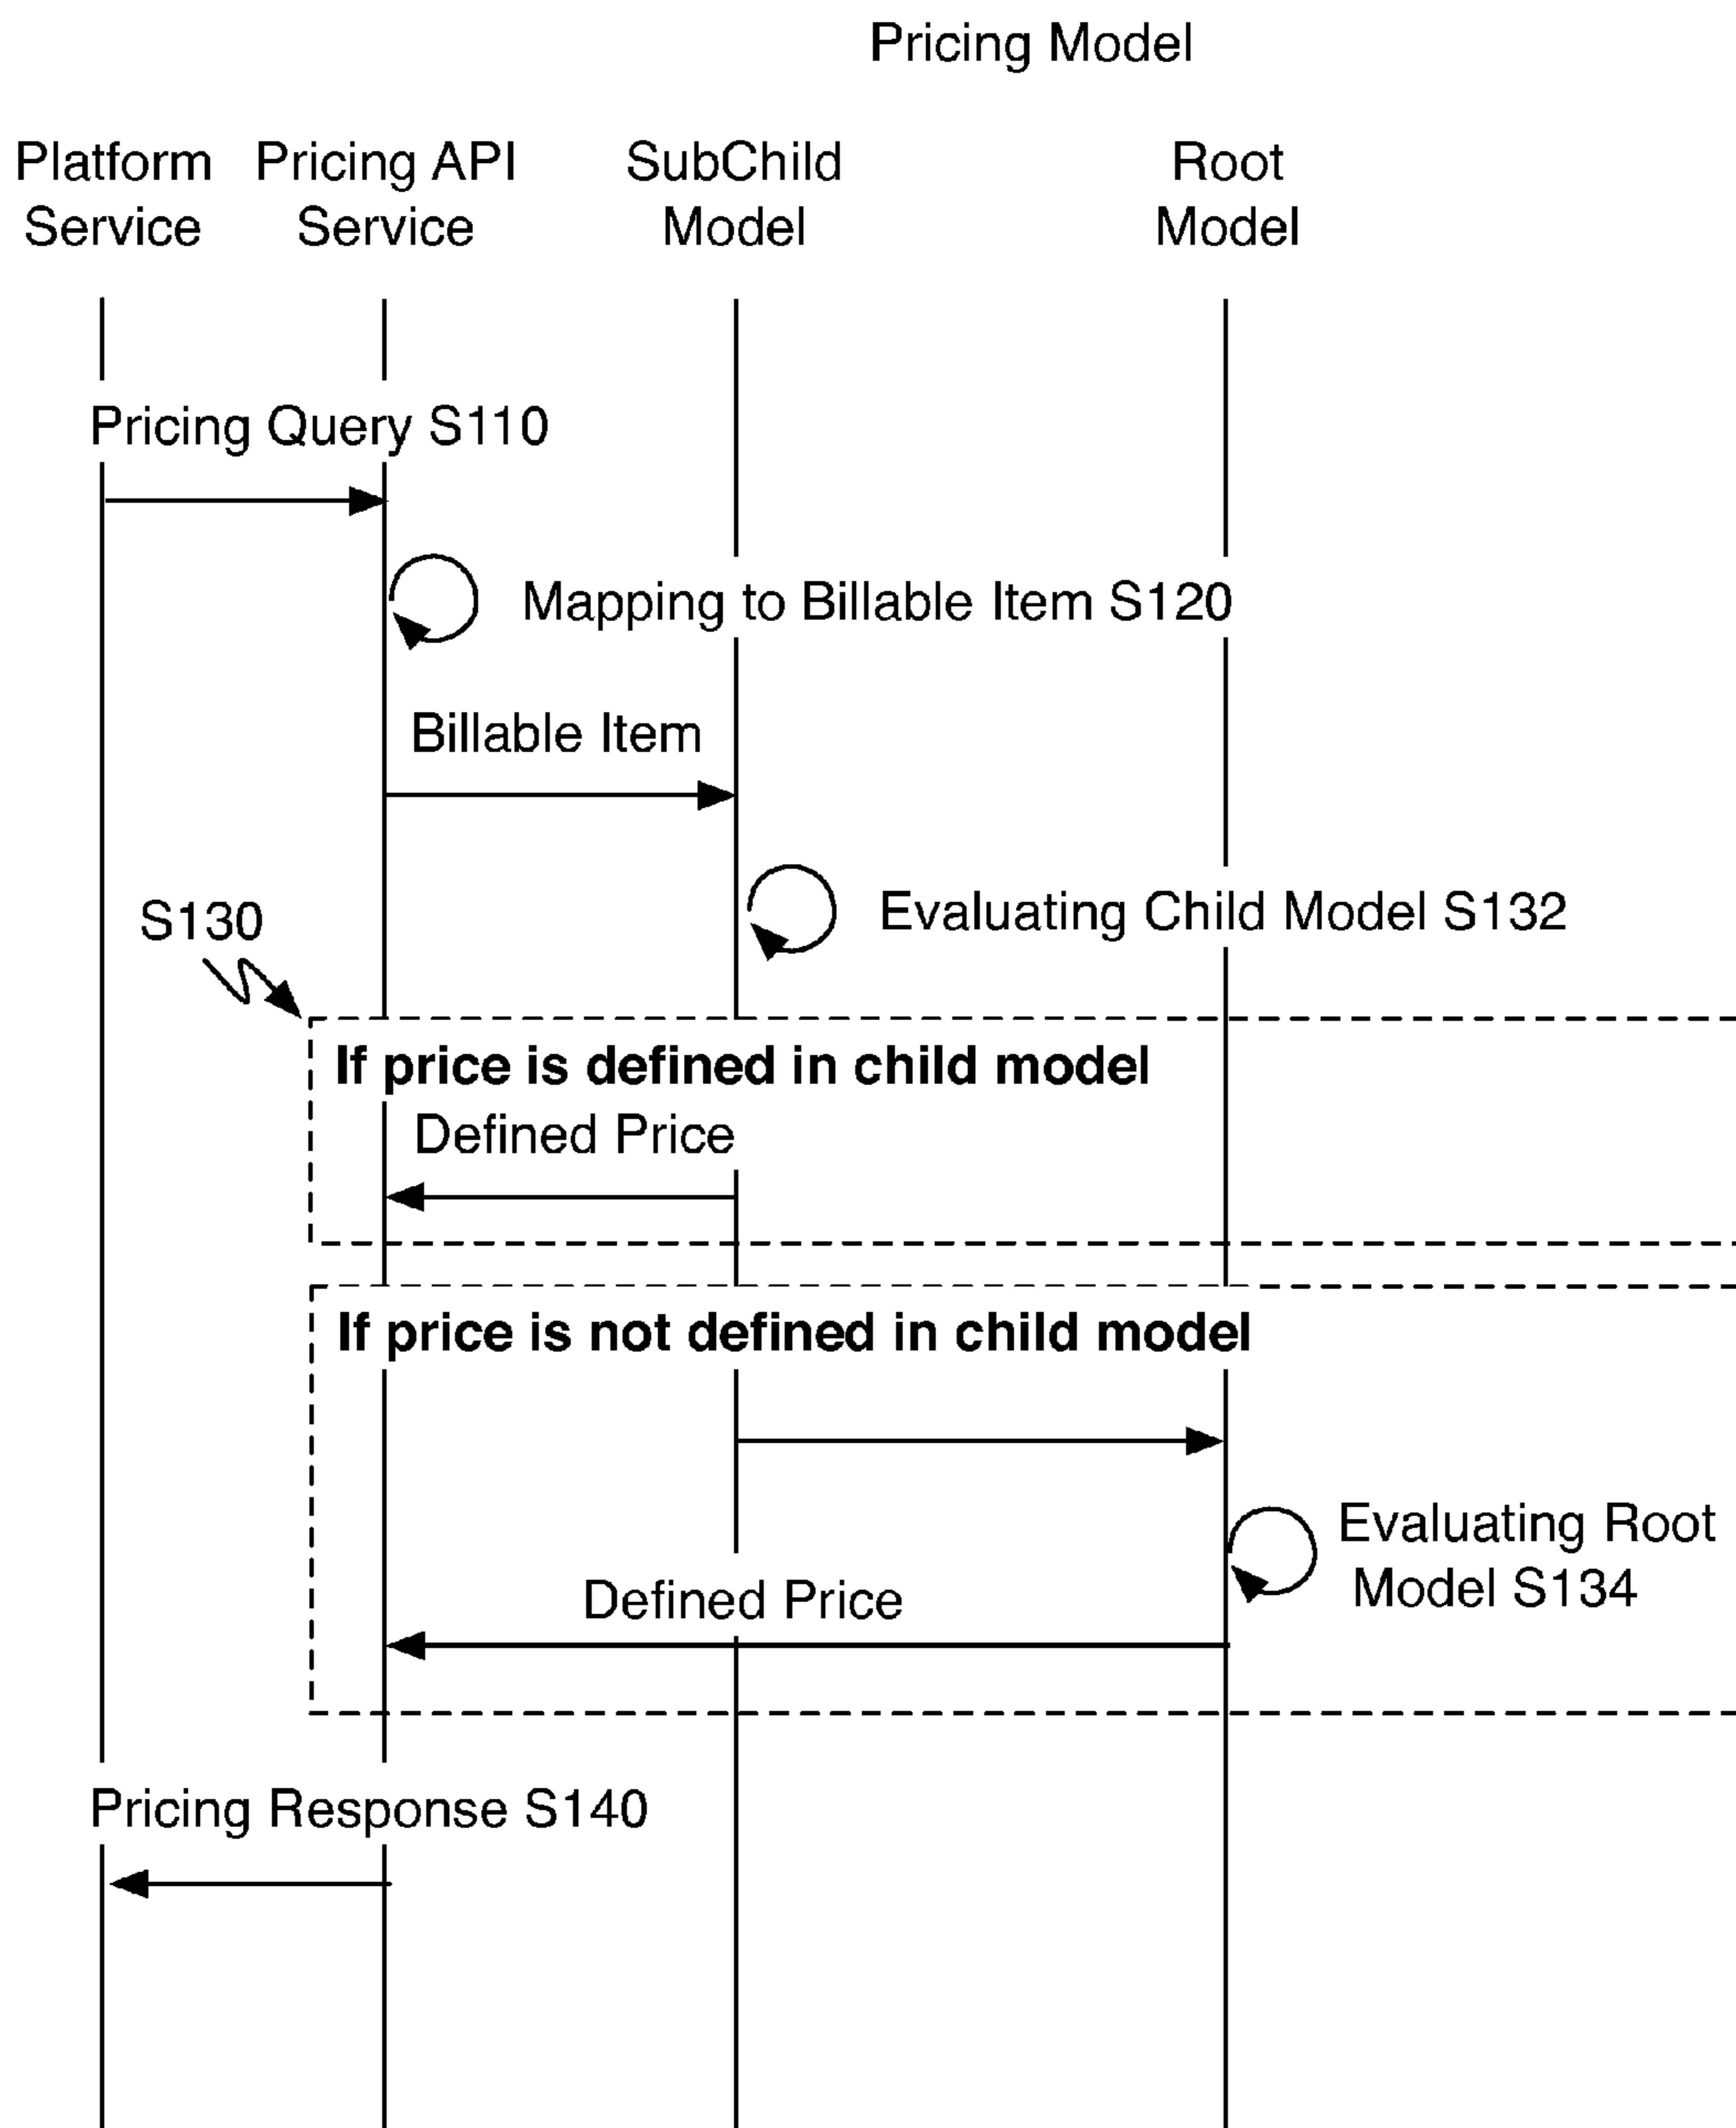 Pricing Model
Platform Service
Pricing API Service
SubChild Model
Root Model
Pricing Query S110
Mapping to Billable Item S120
Billable Item
Evaluating Child Model S132
S130
If price is defined in child model
Defined Price
If price is not defined in child model
Evaluating Root
Model S134
Defined Price
Pricing Response S140